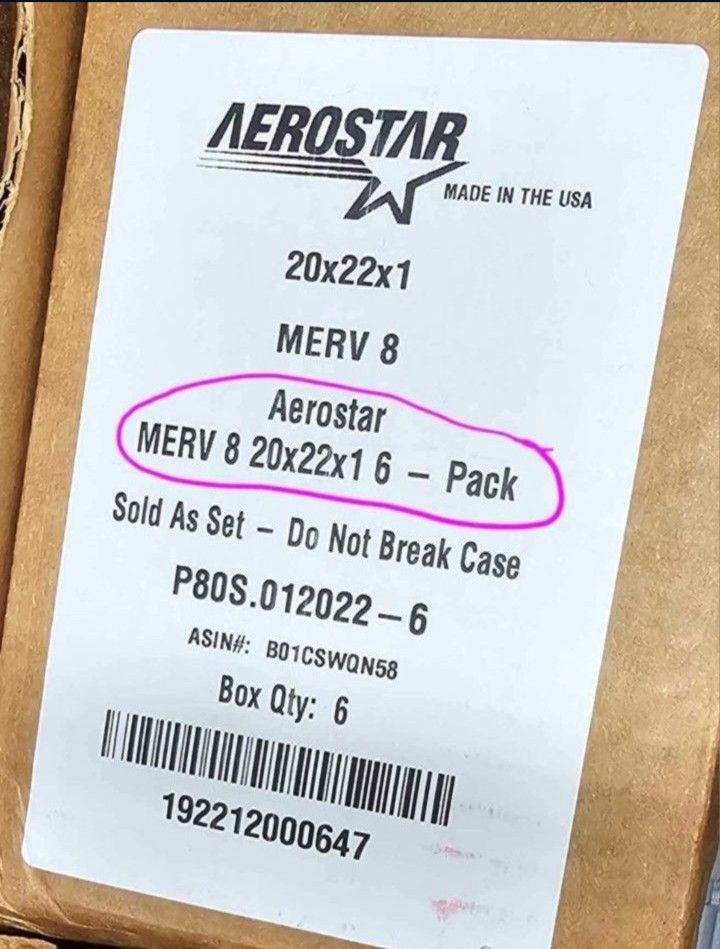 AEROSTAR
MADE IN THE USA
20x22x1
MERV 8
Aerostar
MERV 8 20x22x1 6 – Pack
Sold As Set – Do Not Break Case
P80S.012022–6
ASIN#: B01CSWQN58
Box Qty: 6
192212000647